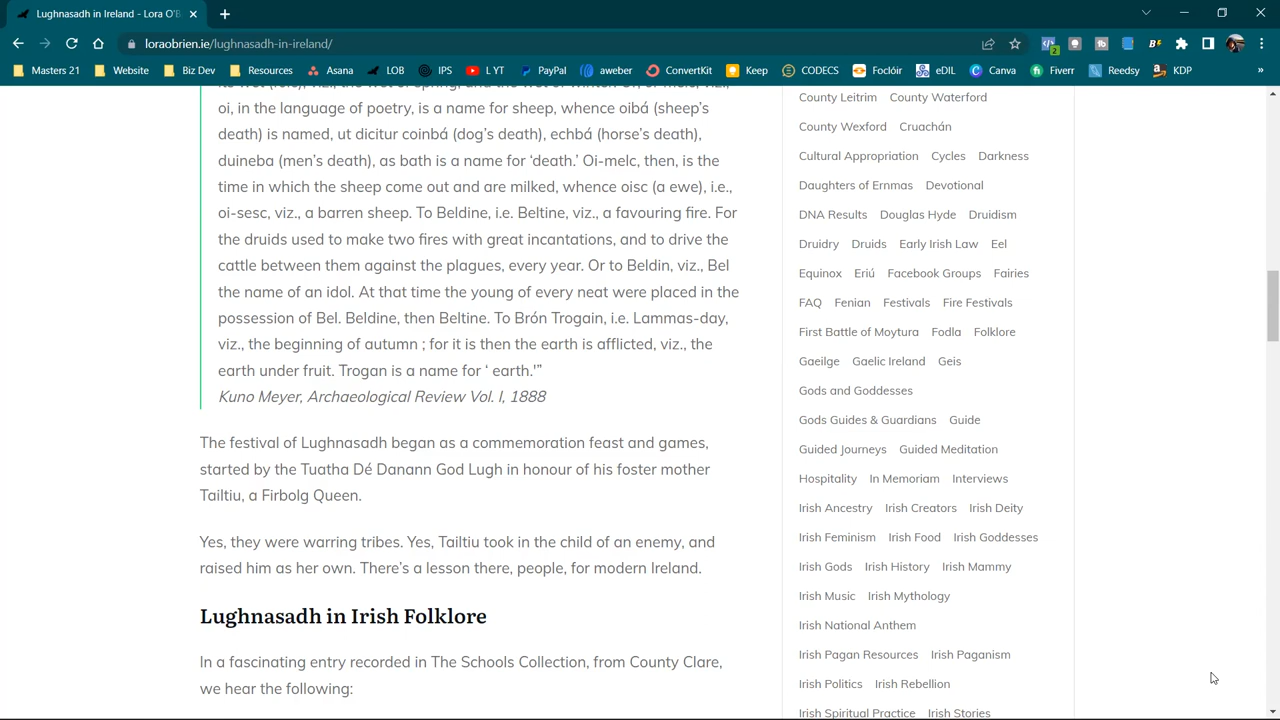 Lughnasadh in Ireland - Lora O'B
loraobrien.ie/lughnasadh-in-ireland/
2
Masters 21 Website Biz Dev Resources Asana LOB IPS L YT PayPal aweber ConvertKit Keep CODECS Foclóir eDIL Canva Fiverr Reedsy KDP »
oi, in the language of poetry, is a name for sheep, whence oibá (sheep's
death) is named, ut dicitur coinbá (dog's death), echbá (horse's death),
duineba (men's death), as bath is a name for 'death.' Oi-melc, then, is the
time in which the sheep come out and are milked, whence oisc (a ewe), i.e.,
oi-sesc, viz., a barren sheep. To Beldine, i.e. Beltine, viz., a favouring fire. For
the druids used to make two fires with great incantations, and to drive the
cattle between them against the plagues, every year. Or to Beldin, viz., Bel
the name of an idol. At that time the young of every neat were placed in the
possession of Bel. Beldine, then Beltine. To Brón Trogain, i.e. Lammas-day,
viz., the beginning of autumn ; for it is then the earth is afflicted, viz., the
earth under fruit. Trogan is a name for ' earth.'"
Kuno Meyer, Archaeological Review Vol. I, 1888
The festival of Lughnasadh began as a commemoration feast and games,
started by the Tuatha Dé Danann God Lugh in honour of his foster mother
Tailtiu, a Firbolg Queen.
Yes, they were warring tribes. Yes, Tailtiu took in the child of an enemy, and
raised him as her own. There's a lesson there, people, for modern Ireland.
Lughnasadh in Irish Folklore
In a fascinating entry recorded in The Schools Collection, from County Clare,
we hear the following:
County Leitrim County Waterford
County Wexford Cruachán
Cultural Appropriation Cycles Darkness
Daughters of Ernmas Devotional
DNA Results Douglas Hyde Druidism
Druidry Druids Early Irish Law Eel
Equinox Eriú Facebook Groups Fairies
FAQ Fenian Festivals Fire Festivals
First Battle of Moytura Fodla Folklore
Gaeilge Gaelic Ireland Geis
Gods and Goddesses
Gods Guides & Guardians Guide
Guided Journeys Guided Meditation
Hospitality In Memoriam Interviews
Irish Ancestry Irish Creators Irish Deity
Irish Feminism Irish Food Irish Goddesses
Irish Gods Irish History Irish Mammy
Irish Music Irish Mythology
Irish National Anthem
Irish Pagan Resources Irish Paganism
Irish Politics Irish Rebellion
Irish Spiritual Practice Irish Stories